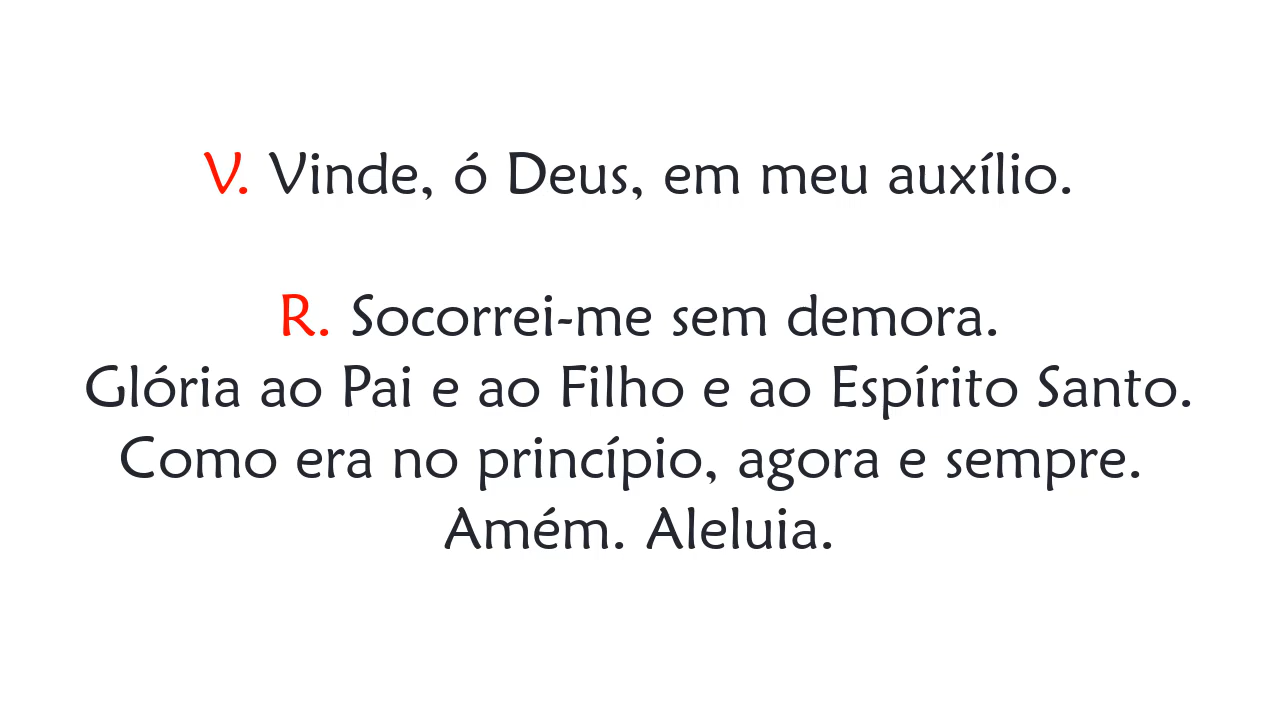 V. Vinde, ó Deus, em meu auxílio.
R. Socorrei-me sem demora.
Glória ao Pai e ao Filho e ao Espírito Santo.
Como era no princípio, agora e sempre.
Amém. Aleluia.